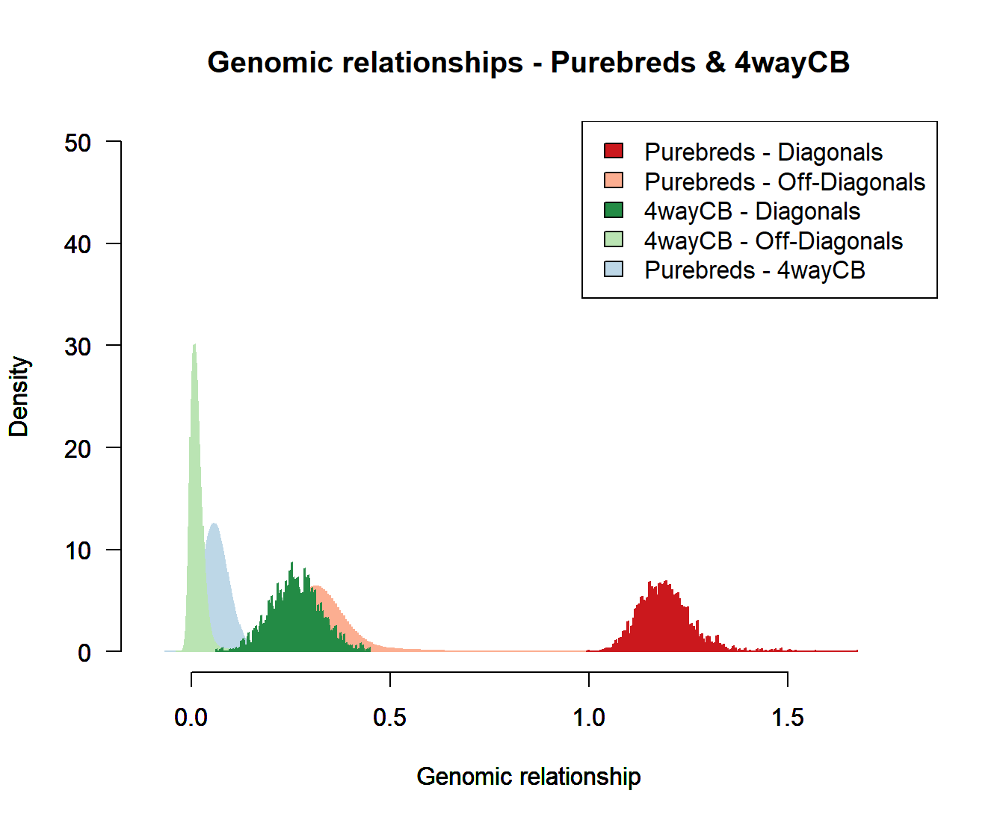 Genomic relationships - Purebreds & 4wayCB
Purebreds - Diagonals
Purebreds - Off-Diagonals
4wayCB - Diagonals
4wayCB - Off-Diagonals
Purebreds - 4wayCB
50
40
30
20
10
0
Density
0.0 0.5 1.0 1.5
Genomic relationship